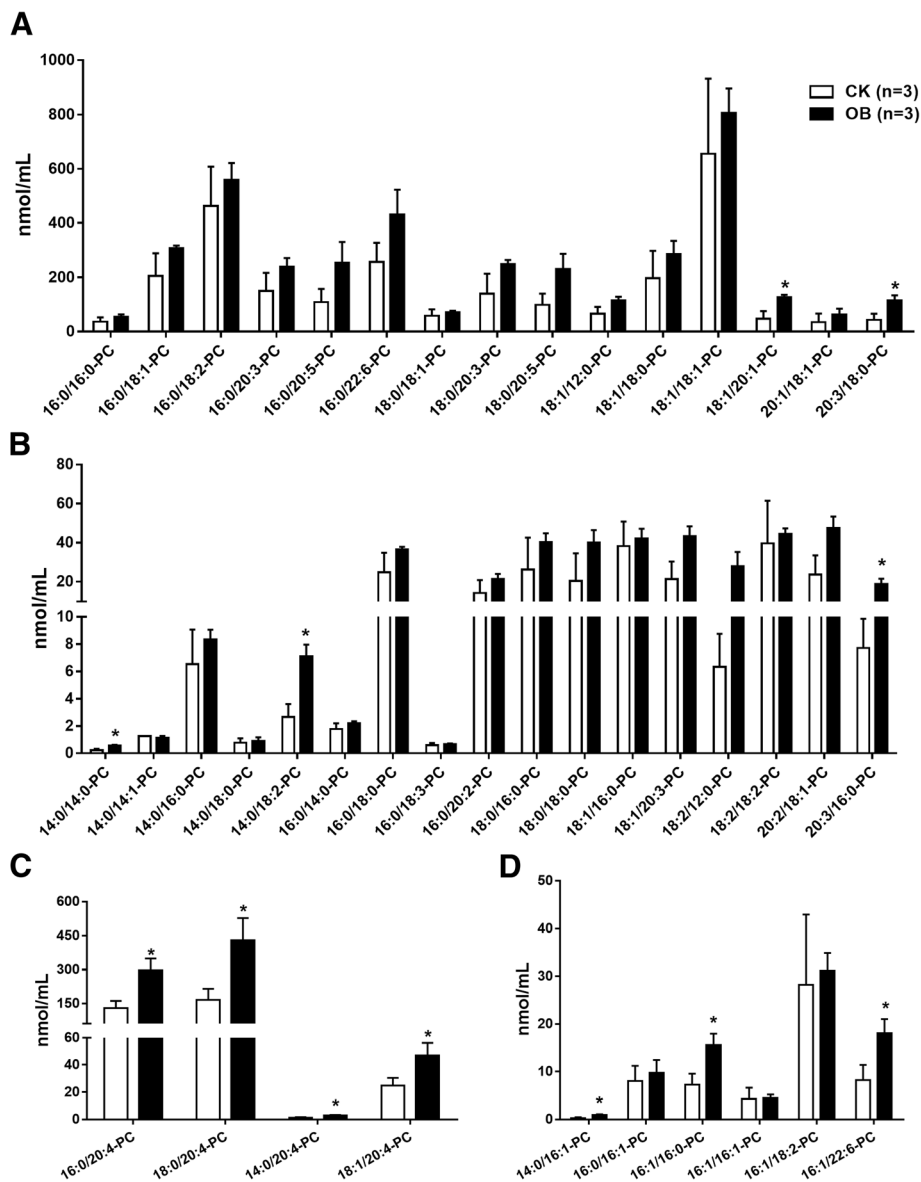 A
1000
800
600
400
200
0
nmol/mL
CK (n=3)
OB (n=3)
* *
16:0/16:0-PC
16:0/18:1-PC
16:0/18:2-PC
16:0/20:3-PC
16:0/20:5-PC
16:0/22:6-PC
18:0/18:1-PC
18:0/20:3-PC
18:0/20:5-PC
18:1/12:0-PC
18:1/18:0-PC
18:1/18:1-PC
18:1/20:1-PC
20:1/18:1-PC
20:3/18:0-PC
B
80
60
40
20
10
8
6
4
2
0
nmol/mL
* * *
14:0/14:0-PC
14:0/14:1-PC
14:0/16:0-PC
14:0/18:0-PC
14:0/18:2-PC
16:0/14:0-PC
16:0/18:0-PC
16:0/18:3-PC
16:0/20:2-PC
18:0/16:0-PC
18:0/18:0-PC
18:1/16:0-PC
18:1/20:3-PC
18:2/12:0-PC
18:2/18:2-PC
20:2/18:1-PC
20:3/16:0-PC
C
600
450
300
150
60
40
20
0
nmol/mL
* * * *
16:0/20:4-PC
18:0/20:4-PC
14:0/20:4-PC
18:1/20:4-PC
D
50
40
30
20
10
0
nmol/mL
* * *
14:0/16:1-PC
16:0/16:1-PC
16:1/16:0-PC
16:1/16:1-PC
16:1/18:2-PC
16:1/22:6-PC